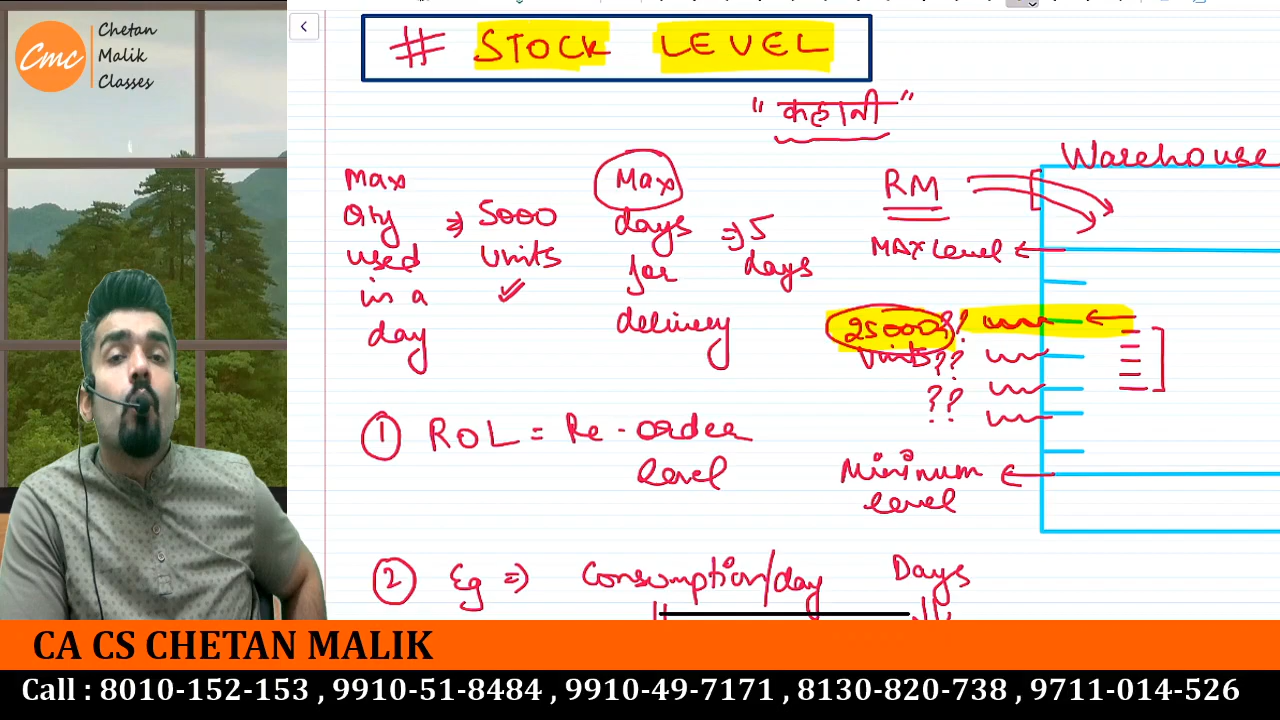 Cmc
Chetan
Malik
Classes
# STOCK LEVEL
" कहानी "
Max
Qty
used
in a
day
=> 5000
units
Max
days
for
delivery
=> 5
days
RM
Warehouse
MAX Level
25000 ??
units ??
??
① ROL = Re-order
level
Minimum
level
② Eg => Consumption/day Days
CA CS CHETAN MALIK
Call : 8010-152-153 , 9910-51-8484 , 9910-49-7171 , 8130-820-738 , 9711-014-526